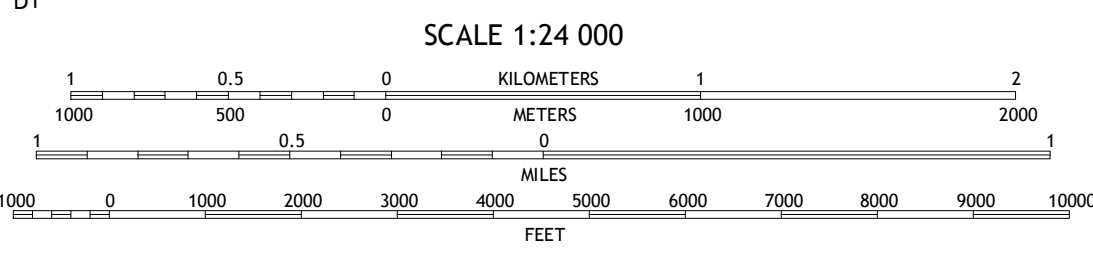 SCALE 1:24 000
1 0.5 0 KILOMETERS 1 2
1000 500 0 METERS 1000 2000
1 0.5 0 1
MILES
1000 0 1000 2000 3000 4000 5000 6000 7000 8000 9000 10000
FEET